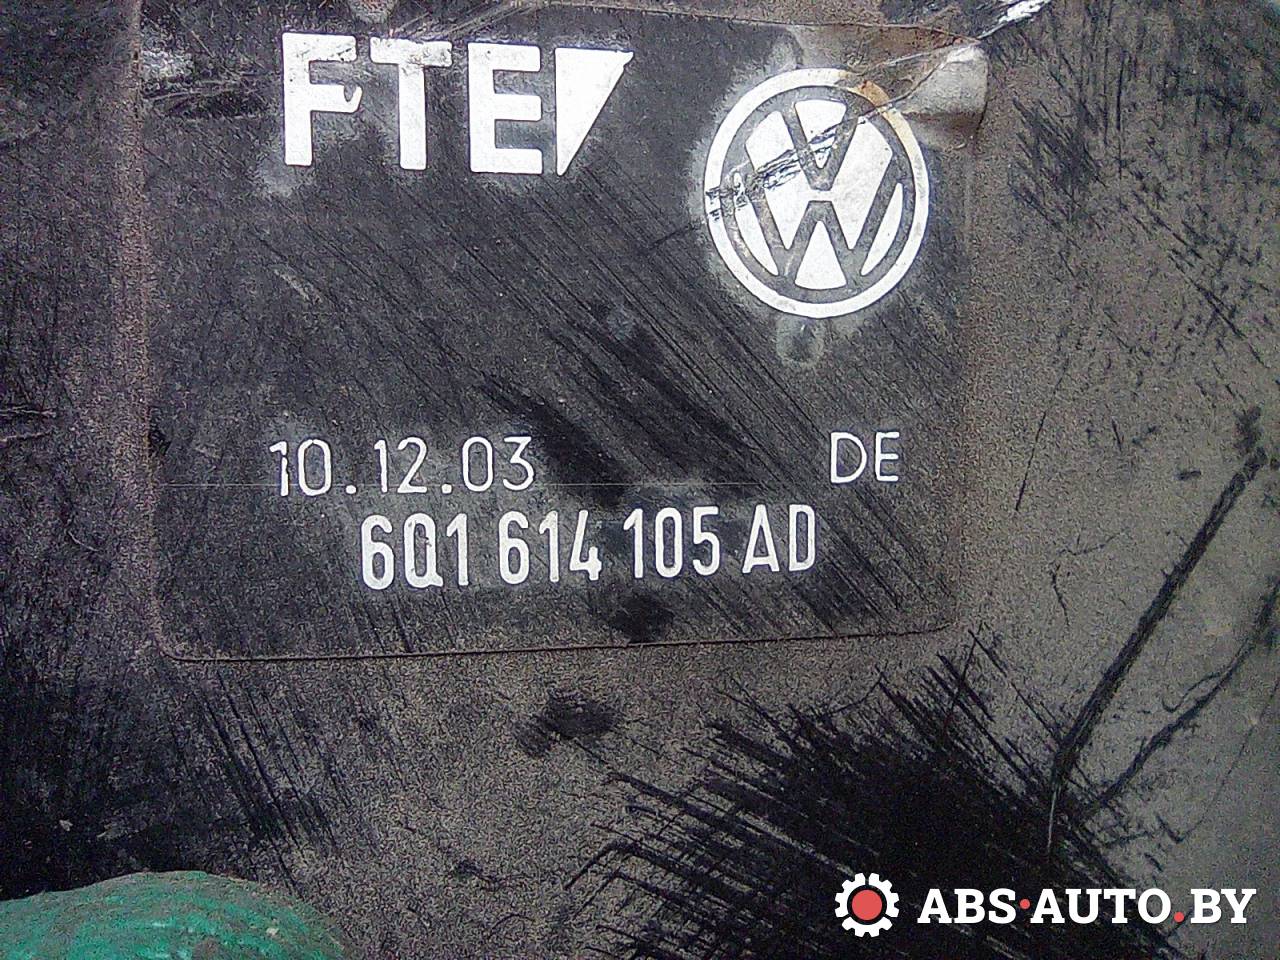 FTE
10.12.03 DE
6Q1 614 105 AD
ABS·AUTO.BY